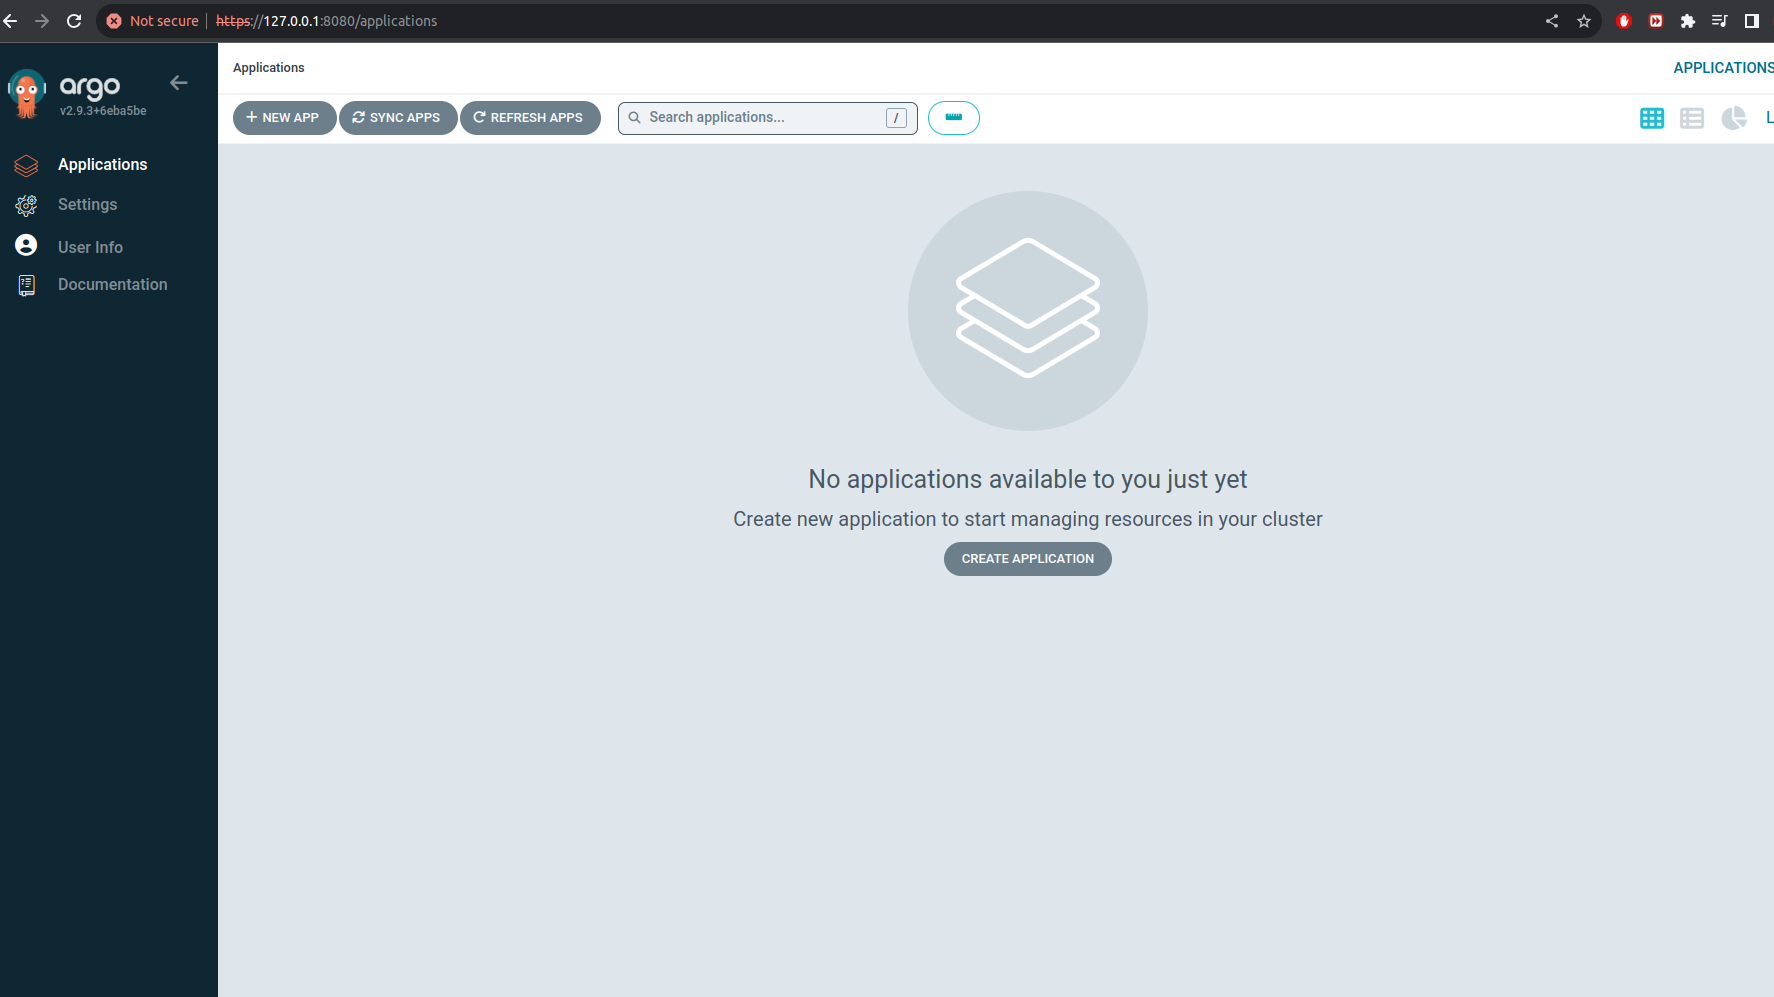 Not secure https://127.0.0.1:8080/applications
argo
v2.9.3+6eba5be
Applications
Settings
User Info
Documentation
Applications
APPLICATIONS
NEW APP
SYNC APPS
REFRESH APPS
Search applications...
/
L
No applications available to you just yet
Create new application to start managing resources in your cluster
CREATE APPLICATION